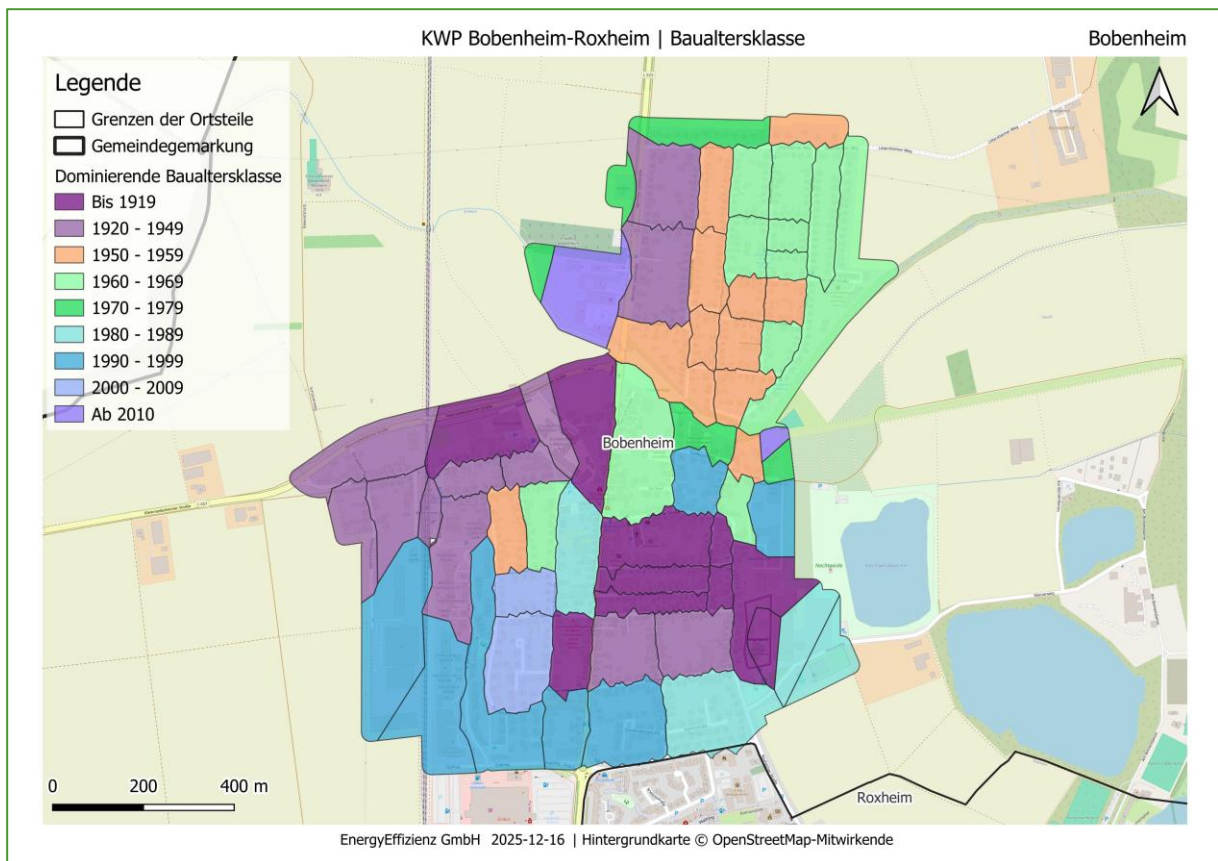 KWP Bobenheim-Roxheim | Baualtersklasse
Bobenheim
Legende
Grenzen der Ortsteile
Gemeindegemarkung
Dominierende Baualtersklasse
Bis 1919
1920 - 1949
1950 - 1959
1960 - 1969
1970 - 1979
1980 - 1989
1990 - 1999
2000 - 2009
Ab 2010
Bobenheim
Roxheim
0 200 400 m
EnergyEffizienz GmbH 2025-12-16 | Hintergrundkarte © OpenStreetMap-Mitwirkende